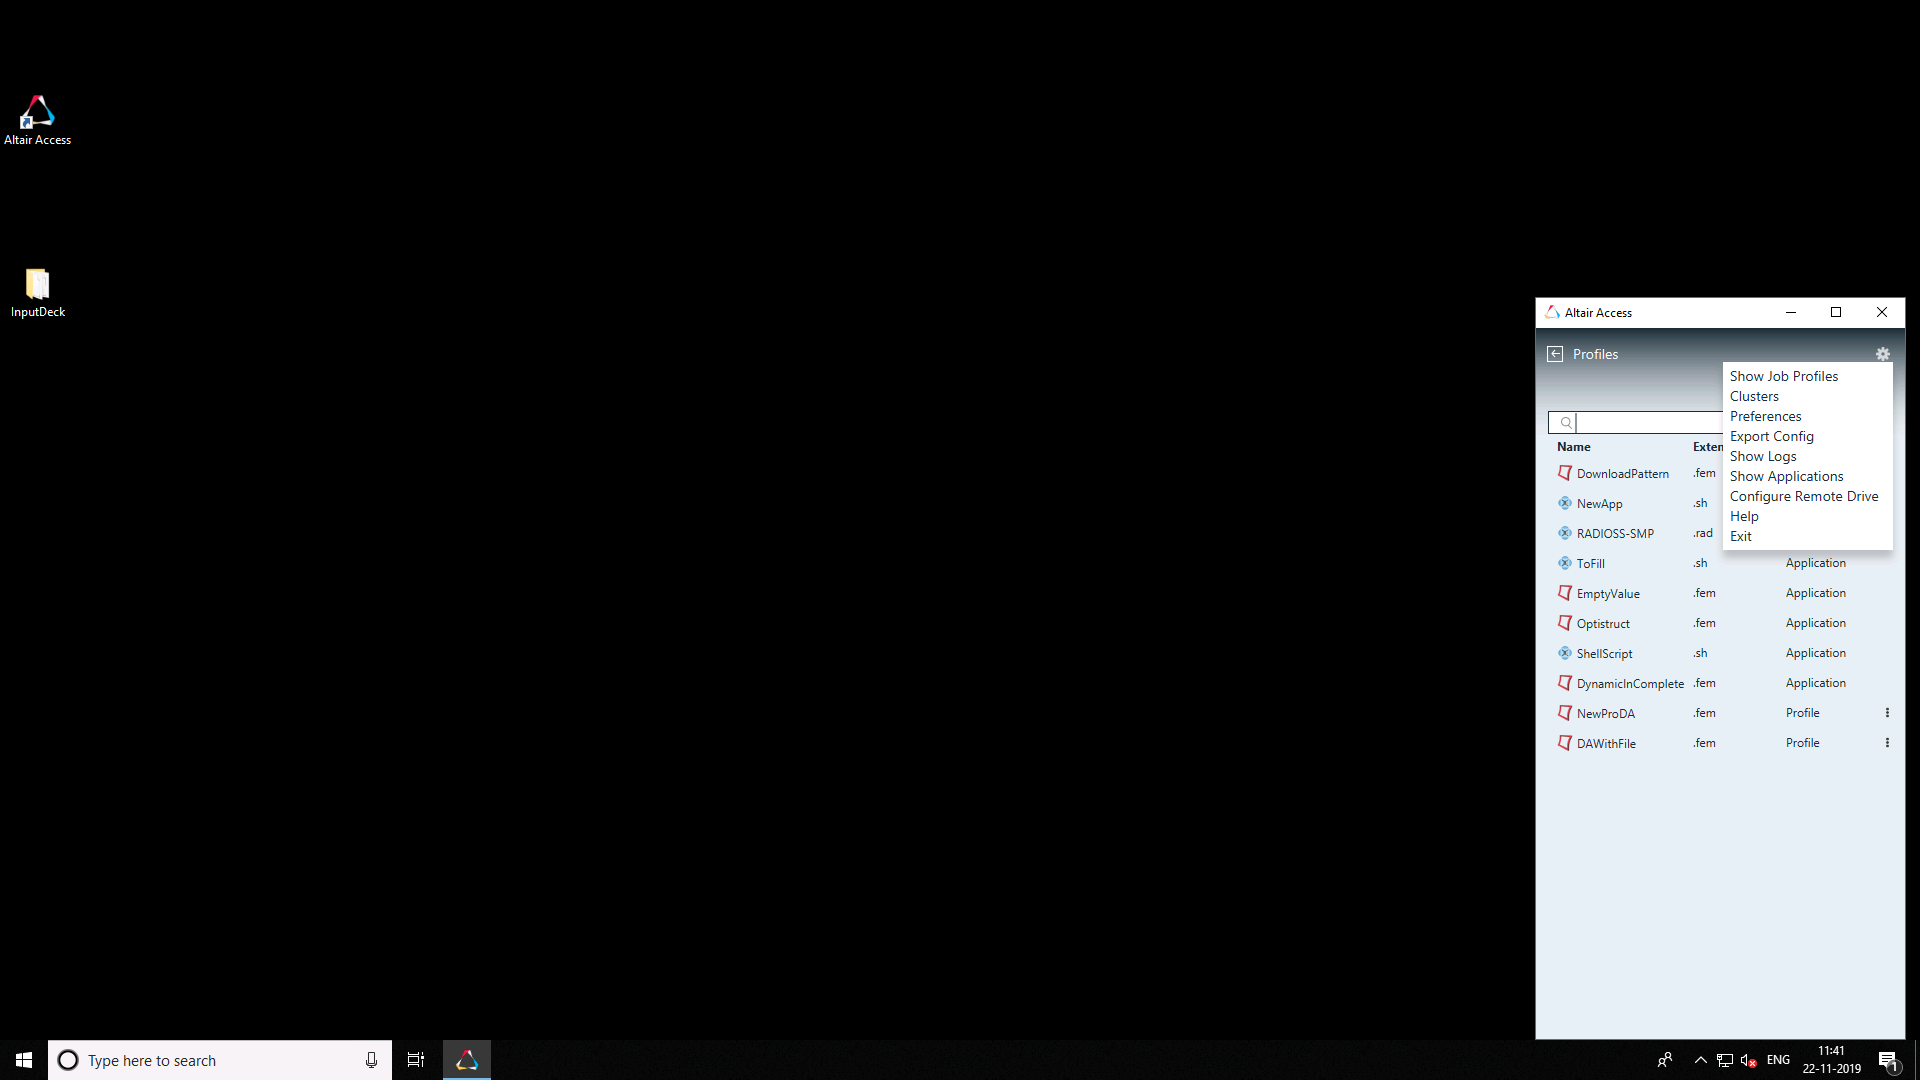 Altair Access
InputDeck
Altair Access
Profiles
Show Job Profiles
Clusters
Preferences
Export Config
Show Logs
Show Applications
Configure Remote Drive
Help
Exit
Name Exten
DownloadPattern .fem
NewApp .sh
RADIOSS-SMP .rad
ToFill .sh Application
EmptyValue .fem Application
Optistruct .fem Application
ShellScript .sh Application
DynamicInComplete .fem Application
NewProDA .fem Profile
DAWithFile .fem Profile
Type here to search
ENG
11:41
22-11-2019
1